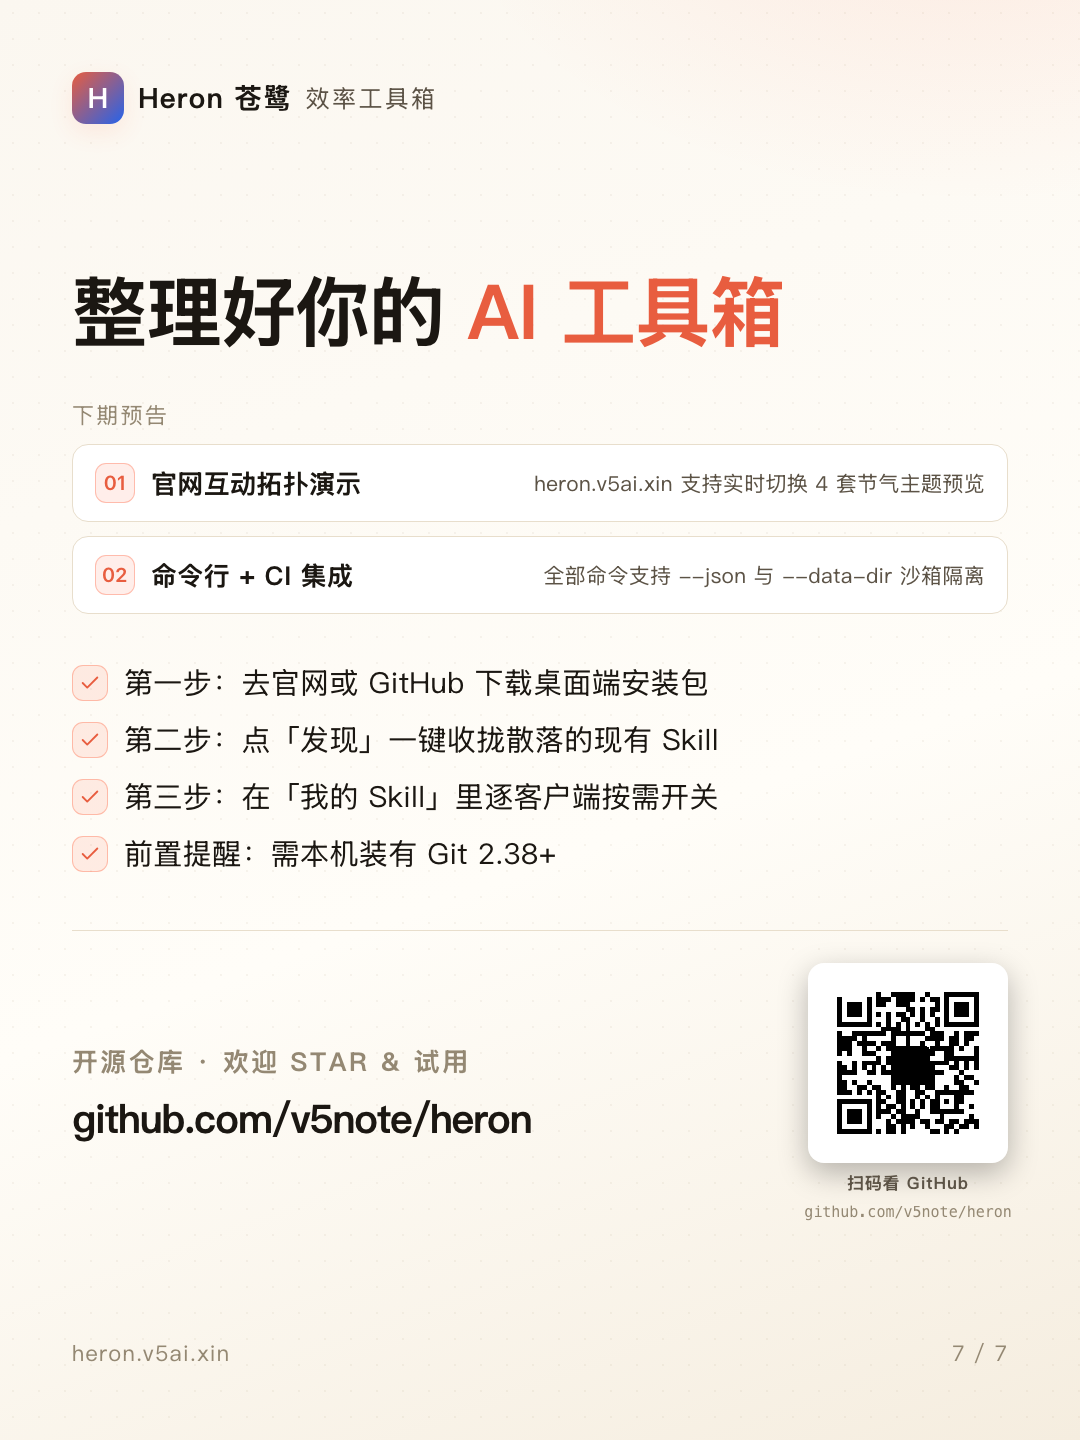 H
Heron 苍鹭 效率工具箱
整理好你的 AI 工具箱
下期预告
01 官网互动拓扑演示 heron.v5ai.xin 支持实时切换 4 套节气主题预览
02 命令行 + CI 集成 全部命令支持 --json 与 --data-dir 沙箱隔离
第一步：去官网或 GitHub 下载桌面端安装包
第二步：点「发现」一键收拢散落的现有 Skill
第三步：在「我的 Skill」里逐客户端按需开关
前置提醒：需本机装有 Git 2.38+
开源仓库 · 欢迎 STAR & 试用
github.com/v5note/heron
扫码看 GitHub
github.com/v5note/heron
heron.v5ai.xin
7 / 7